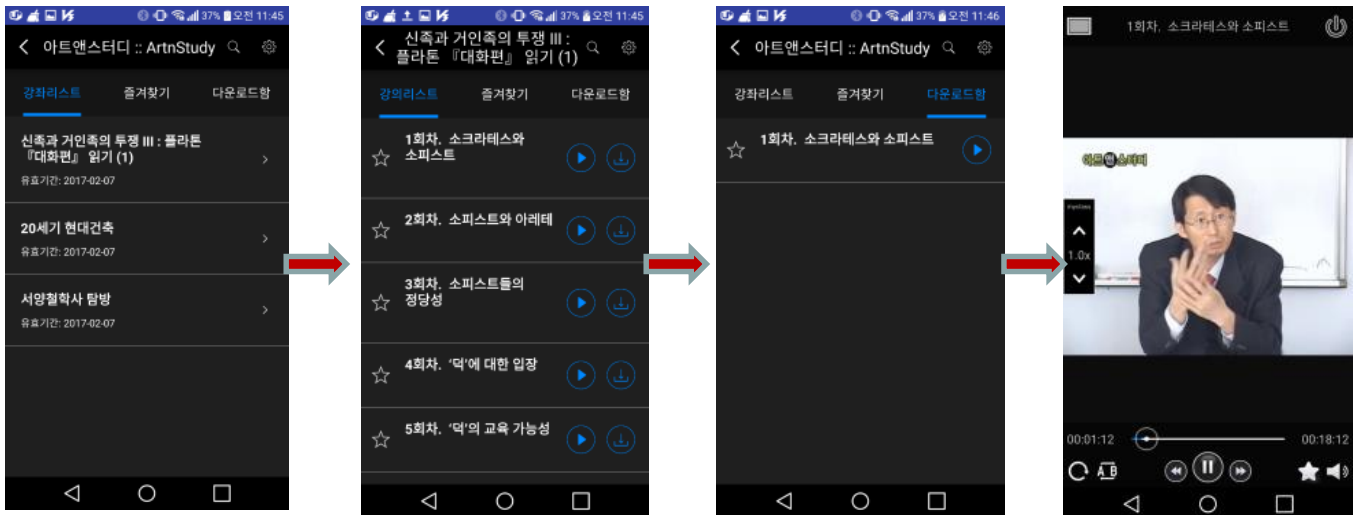 37% 오전 11:45
아트앤스터디 :: ArtnStudy
강좌리스트 즐겨찾기 다운로드함
신족과 거인족의 투쟁 III : 플라톤
『대화편』 읽기 (1)
유효기간: 2017-02-07
20세기 현대건축
유효기간: 2017-02-07
서양철학사 탐방
유효기간: 2017-02-07
37% 오전 11:45
신족과 거인족의 투쟁 III :
플라톤 『대화편』 읽기 (1)
강의리스트 즐겨찾기 다운로드함
1회차. 소크라테스와
소피스트
2회차. 소피스트와 아레테
3회차. 소피스트들의
정당성
4회차. '덕'에 대한 입장
5회차. '덕'의 교육 가능성
37% 오전 11:46
아트앤스터디 :: ArtnStudy
강좌리스트 즐겨찾기 다운로드함
1회차. 소크라테스와 소피스트
1회차. 소크라테스와 소피스트
아트앤스터디
1.0x
00:01:12 00:18:12
A B